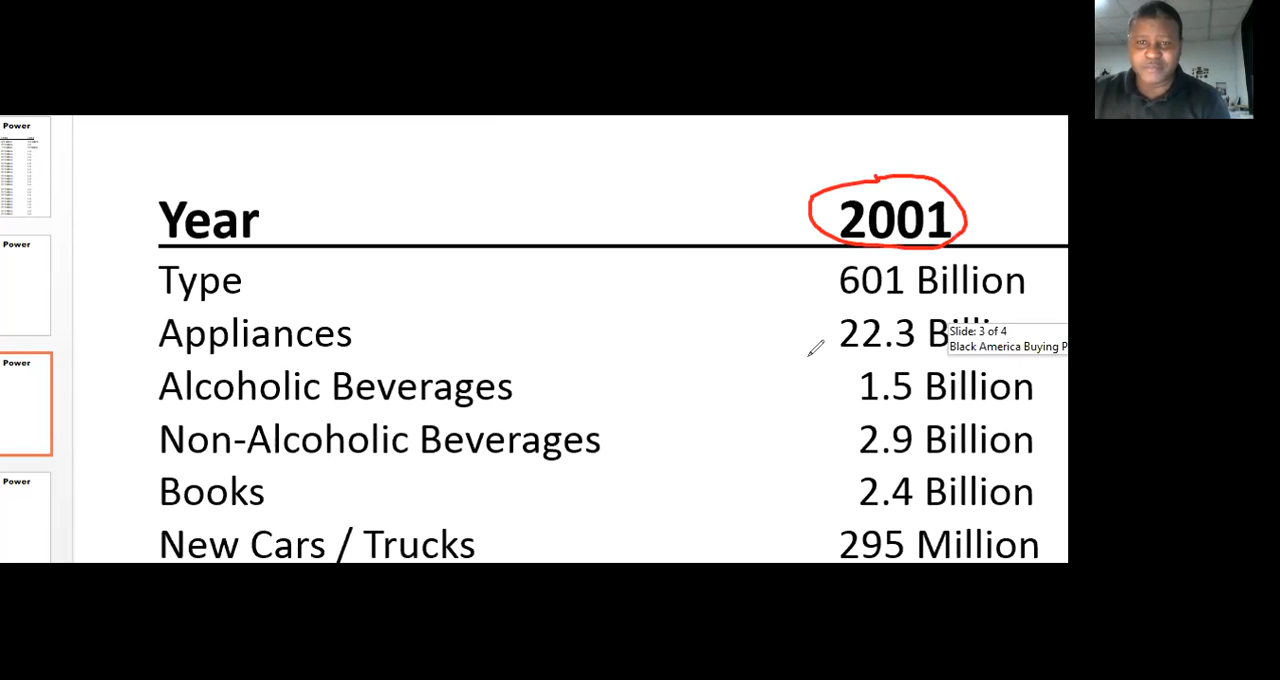 Power
Power
Power
Power
Year 2001
Type 601 Billion
Appliances 22.3
Slide: 3 of 4
Black America Buying P
Alcoholic Beverages 1.5 Billion
Non-Alcoholic Beverages 2.9 Billion
Books 2.4 Billion
New Cars / Trucks 295 Million